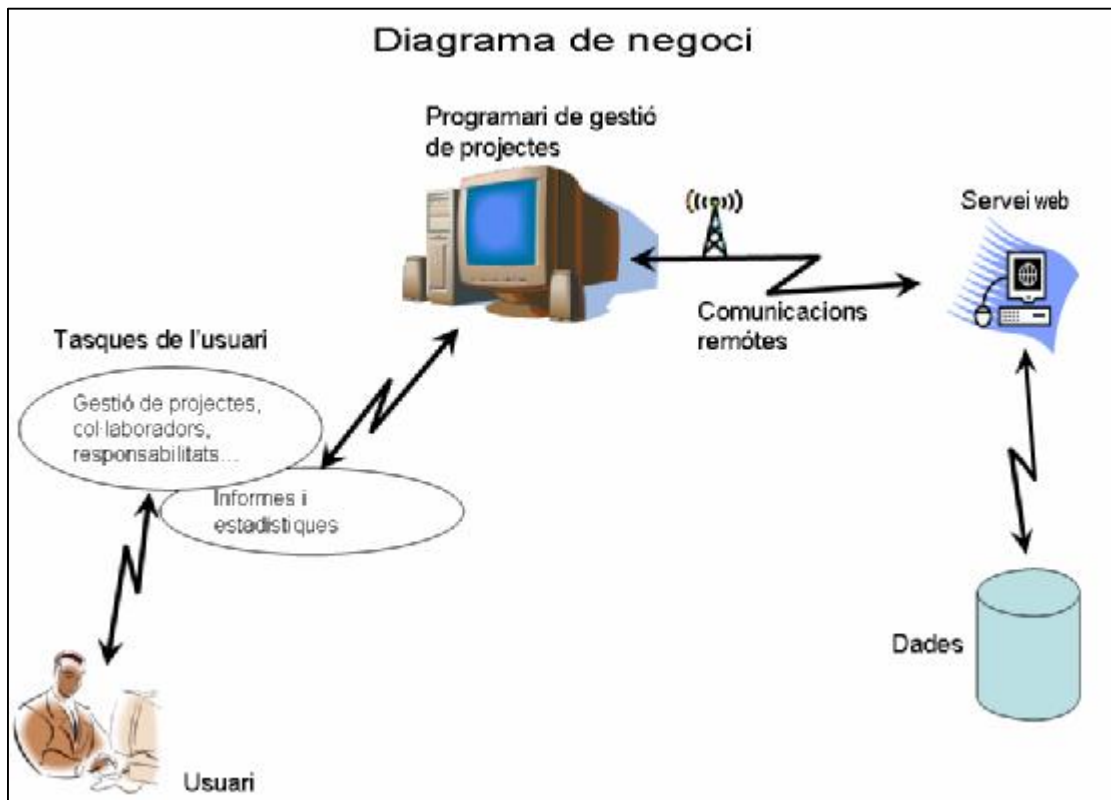 Diagrama de negoci
Programari de gestió
de projectes
Servei web
Comunicacions
remótes
Tasques de l'usuari
Gestió de projectes,
col·laboradors,
responsabilitats...
Informes i
estadístiques
Dades
Usuari